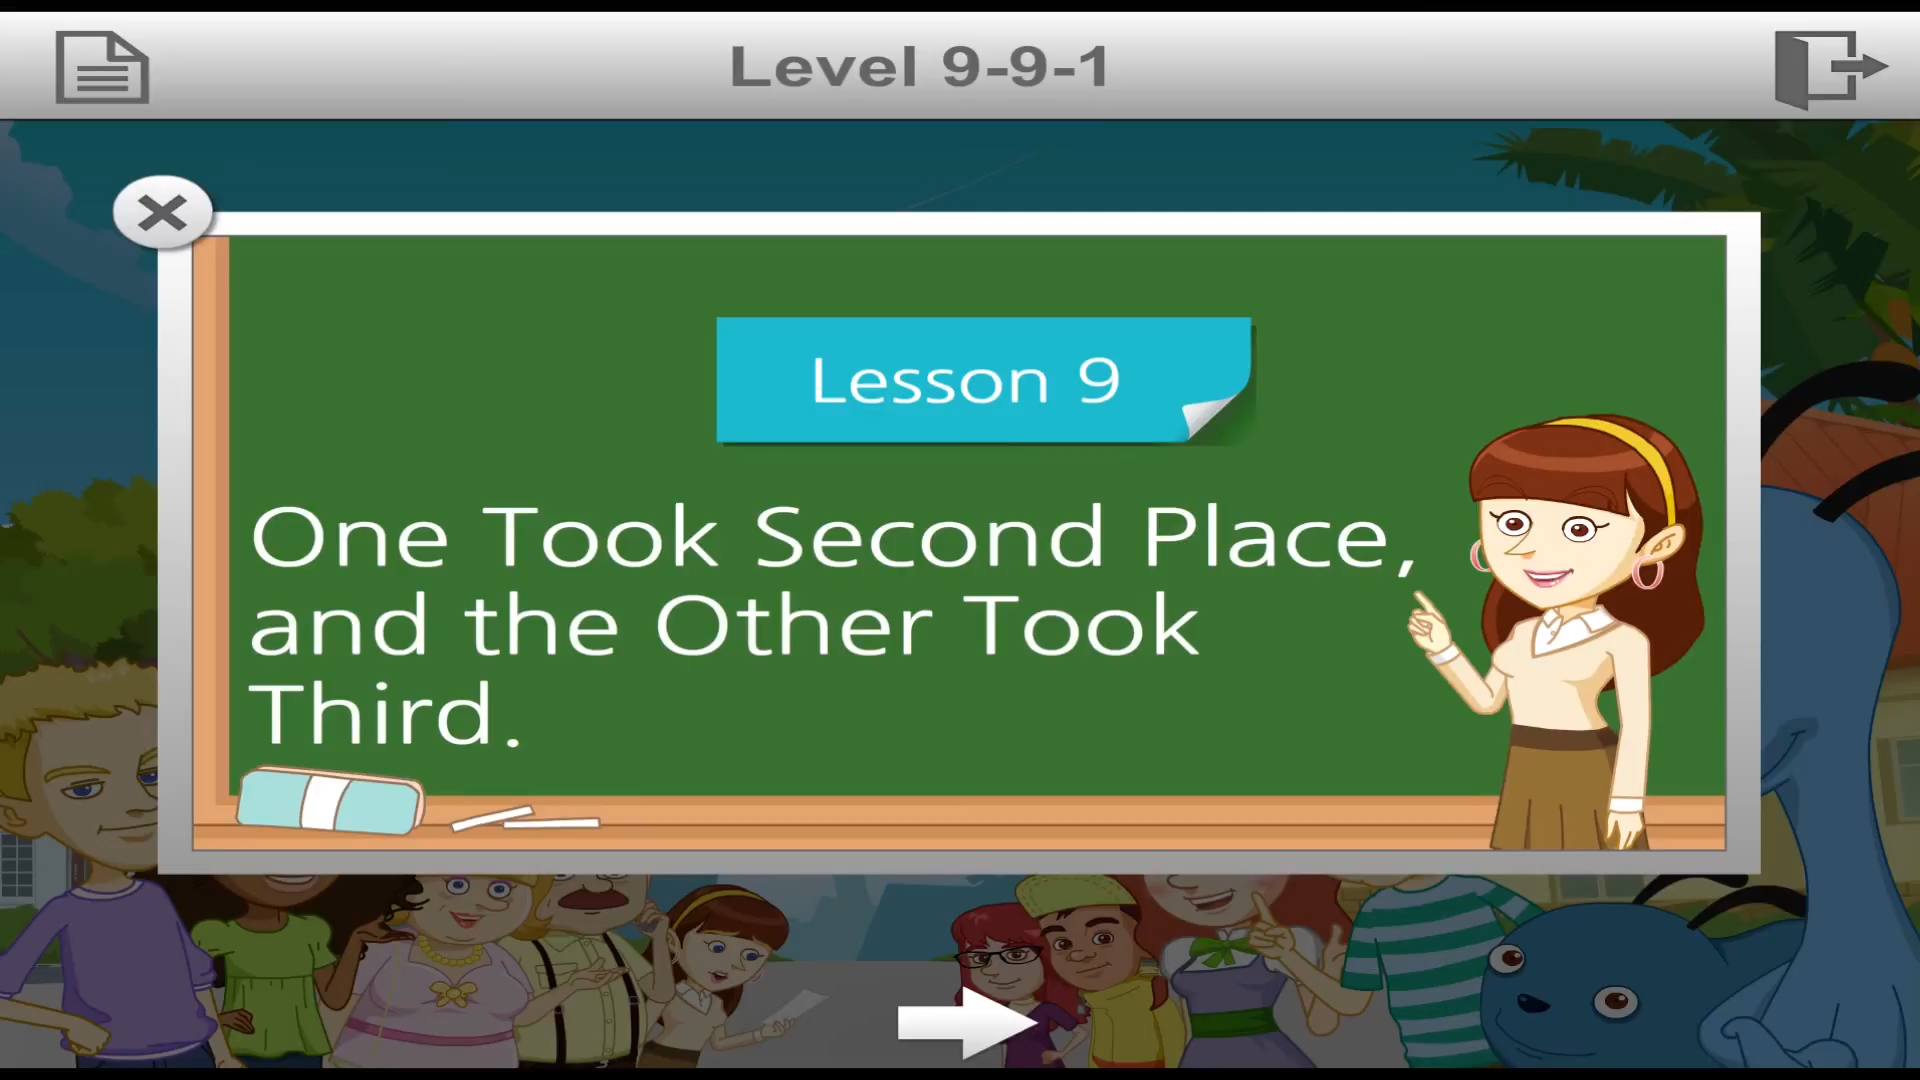 Level 9-9-1
Lesson 9
One Took Second Place,
and the Other Took
Third.